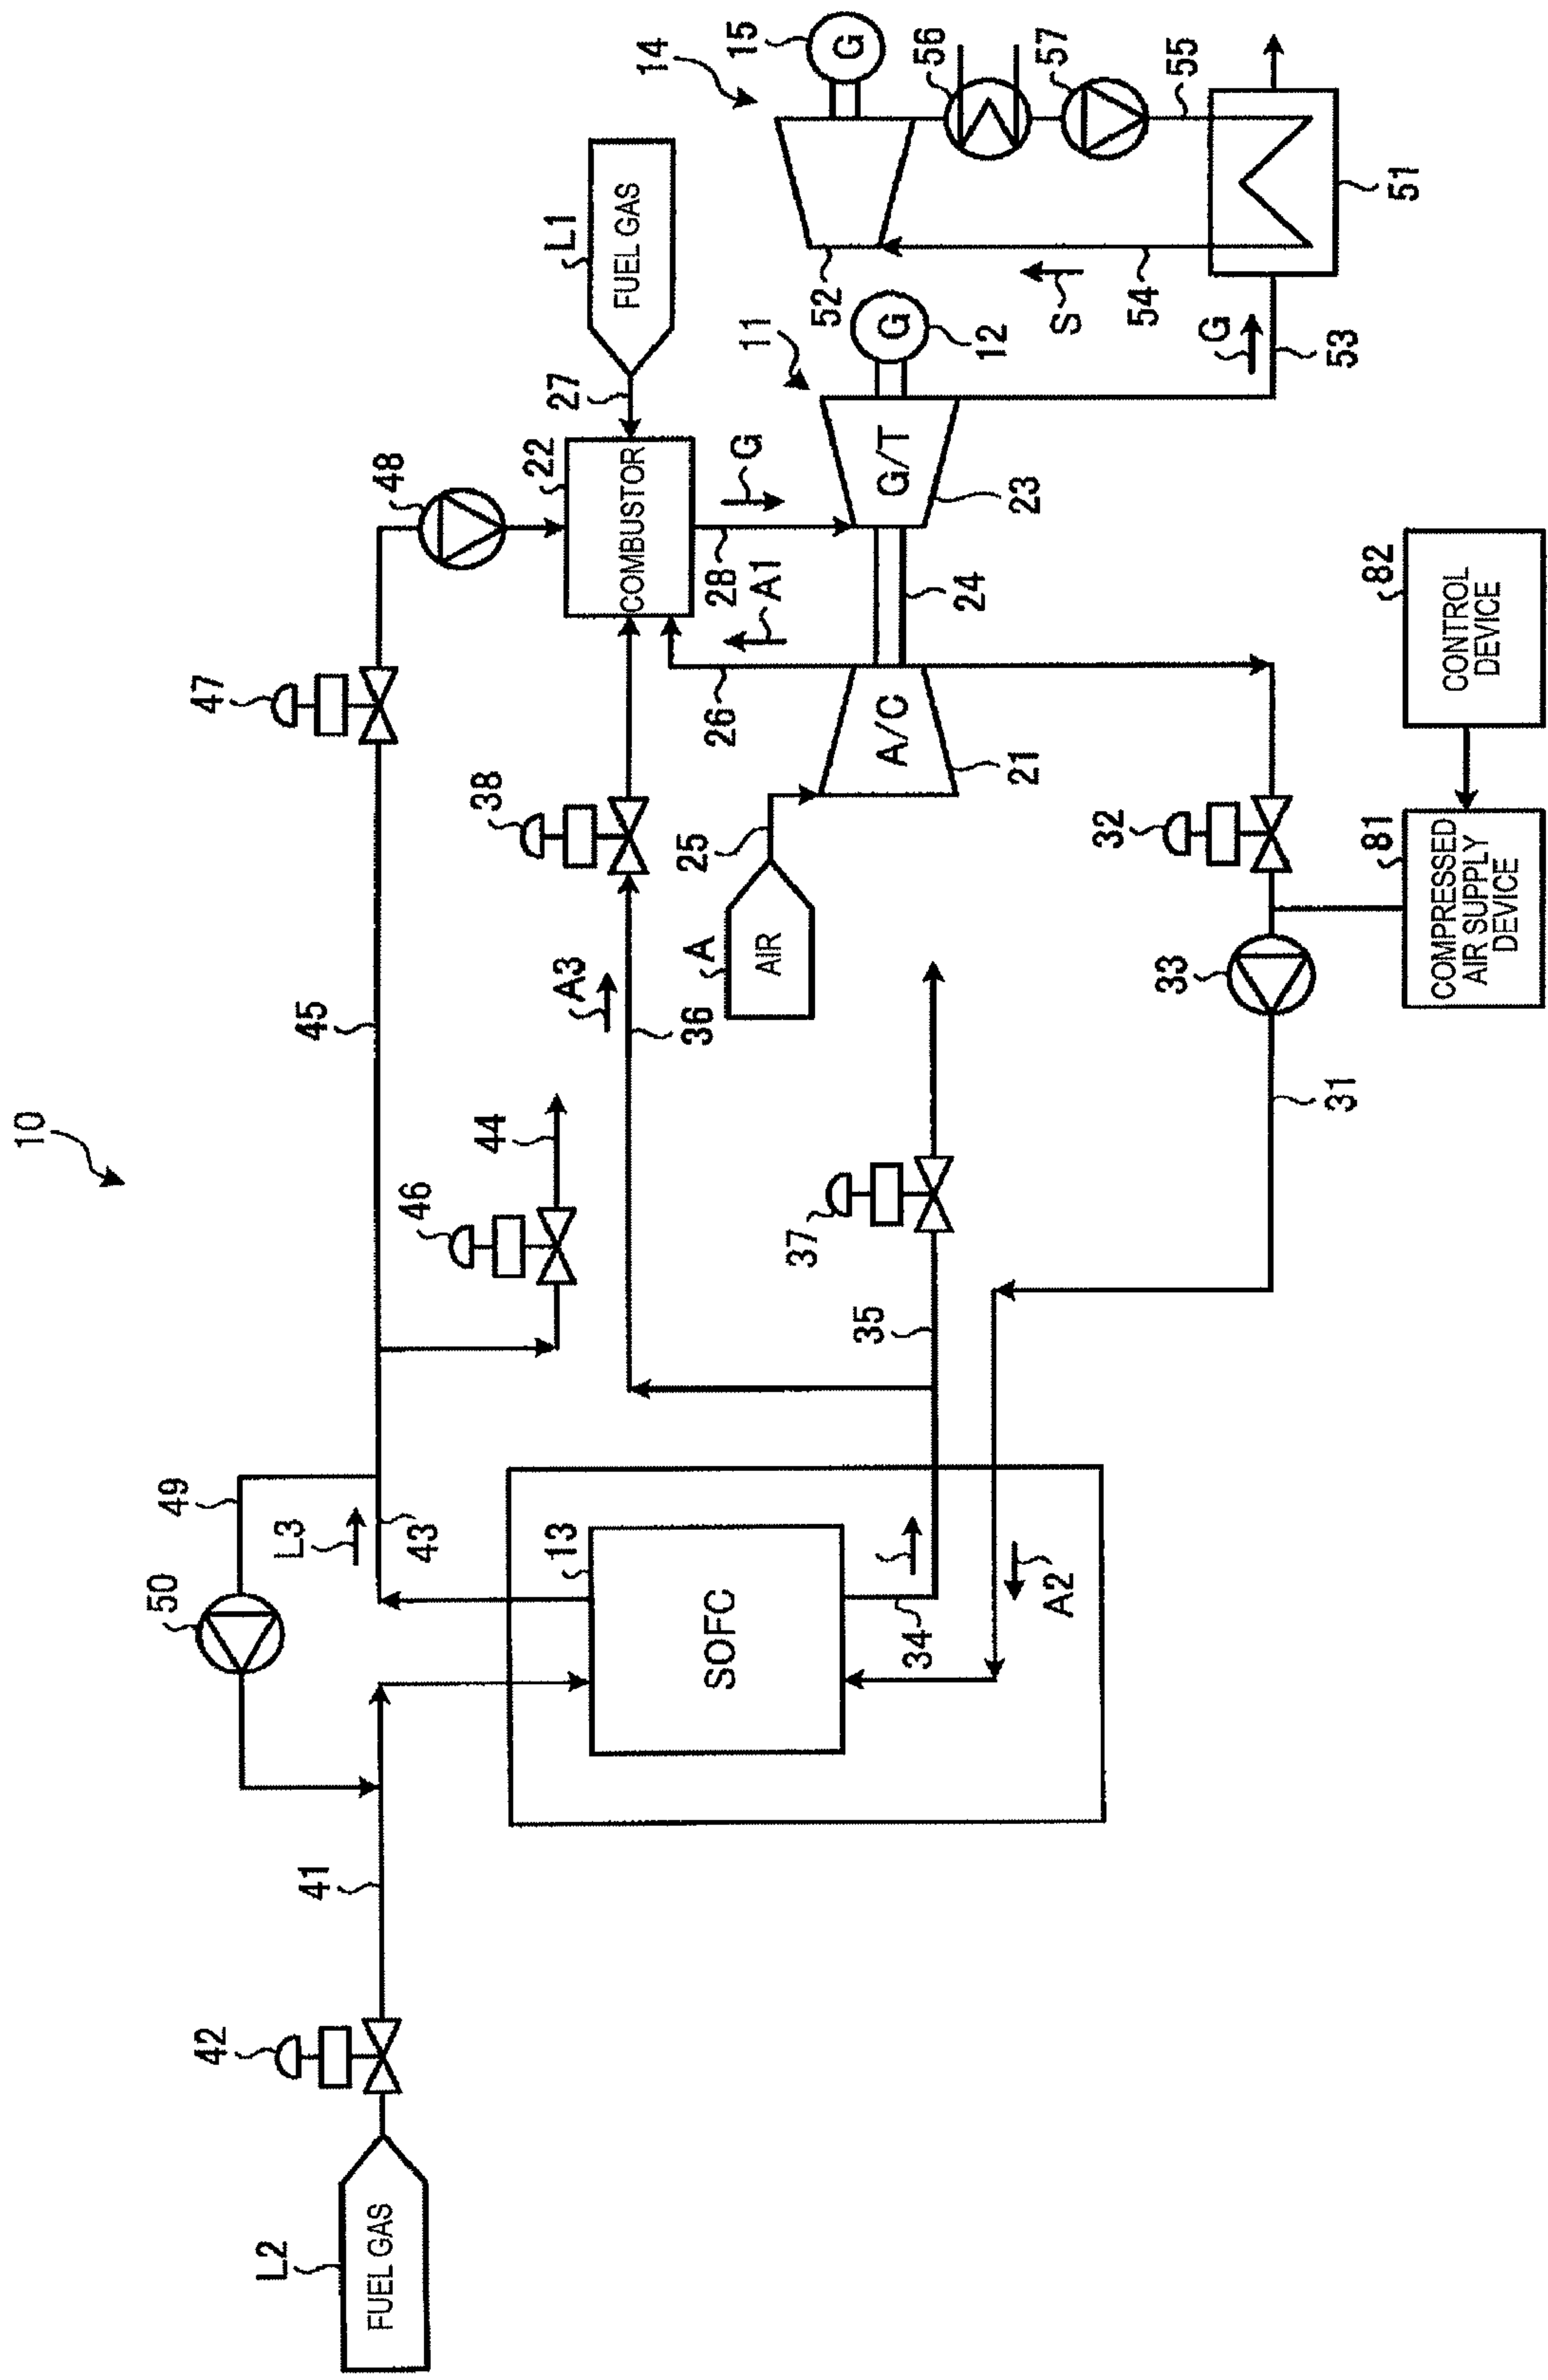 10
42
50
49
47
L2
41
L3
45
FUEL GAS
43
46
48
44
38
13
A3
22
27
L1
COMBUSTOR
FUEL GAS
14
36
A
25
SOFC
26
28
G
15
AIR
A1
11
37
52
G
35
A/C
G/T
G
34
56
24
12
21
23
A2
S
57
32
54
33
55
G
31
53
81
82
51
COMPRESSED
AIR SUPPLY
DEVICE
CONTROL
DEVICE